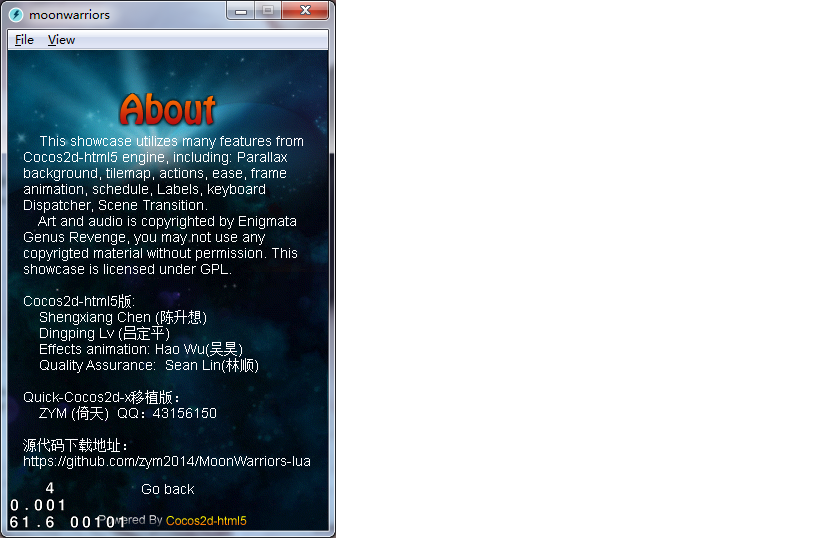 moonwarriors
File View
About
This showcase utilizes many features from
Cocos2d-html5 engine, including: Parallax
background, tilemap, actions, ease, frame
animation, schedule, Labels, keyboard
Dispatcher, Scene Transition.
Art and audio is copyrighted by Enigmata
Genus Revenge, you may not use any
copyrigted material without permission. This
showcase is licensed under GPL.
Cocos2d-html5版:
Shengxiang Chen (陈升想)
Dingping Lv (吕定平)
Effects animation: Hao Wu(吴昊)
Quality Assurance:  Sean Lin(林顺)
Quick-Cocos2d-x移植版：
ZYM (倚天)  QQ：43156150
源代码下载地址：
https://github.com/zym2014/MoonWarriors-lua
Go back
4
0.001
61.6 00101
Powered By Cocos2d-html5